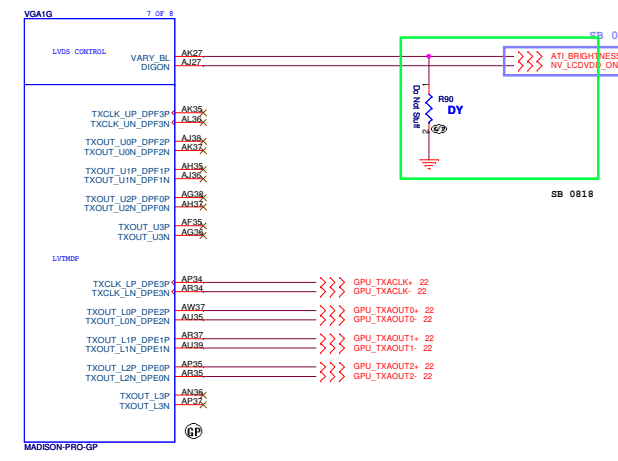 VGA1G 7 OF 8
SB 0
LVDS CONTROL
VARY_BL AK27 ATI_BRIGHTNESS
DIGON AJ27 NV_LCDVDD_ON
1
R90
Do Not Stuff
DY
2
GP
TXCLK_UP_DPF3P AK35
TXCLK_UN_DPF3N AL36
TXOUT_U0P_DPF2P AJ38
TXOUT_U0N_DPF2N AK37
TXOUT_U1P_DPF1P AH35
TXOUT_U1N_DPF1N AJ36
TXOUT_U2P_DPF0P AG38
TXOUT_U2N_DPF0N AH37
SB 0818
TXOUT_U3P AF35
TXOUT_U3N AG36
LVTMDP
TXCLK_LP_DPE3P AP34 GPU_TXACLK+ 22
TXCLK_LN_DPE3N AR34 GPU_TXACLK- 22
TXOUT_L0P_DPE2P AW37 GPU_TXAOUT0+ 22
TXOUT_L0N_DPE2N AU35 GPU_TXAOUT0- 22
TXOUT_L1P_DPE1P AR37 GPU_TXAOUT1+ 22
TXOUT_L1N_DPE1N AU39 GPU_TXAOUT1- 22
TXOUT_L2P_DPE0P AP35 GPU_TXAOUT2+ 22
TXOUT_L2N_DPE0N AR35 GPU_TXAOUT2- 22
TXOUT_L3P AN36
TXOUT_L3N AP37
GP
MADISON-PRO-GP